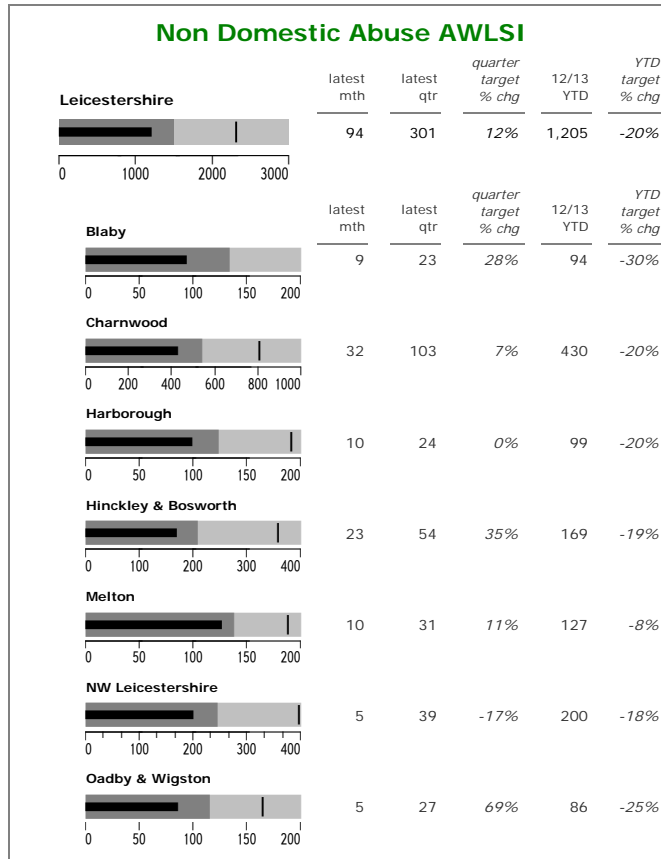 Non Domestic Abuse AWLSI
latest mth latest qtr quarter target % chg 12/13 YTD YTD target % chg
Leicestershire
94 301 12% 1,205 -20%
0 1000 2000 3000
latest mth latest qtr quarter target % chg 12/13 YTD YTD target % chg
Blaby
9 23 28% 94 -30%
0 50 100 150 200
Charnwood
32 103 7% 430 -20%
0 200 400 600 800 1000
Harborough
10 24 0% 99 -20%
0 50 100 150 200
Hinckley & Bosworth
23 54 35% 169 -19%
0 100 200 300 400
Melton
10 31 11% 127 -8%
0 50 100 150 200
NW Leicestershire
5 39 -17% 200 -18%
0 100 200 300 400
Oadby & Wigston
5 27 69% 86 -25%
0 50 100 150 200